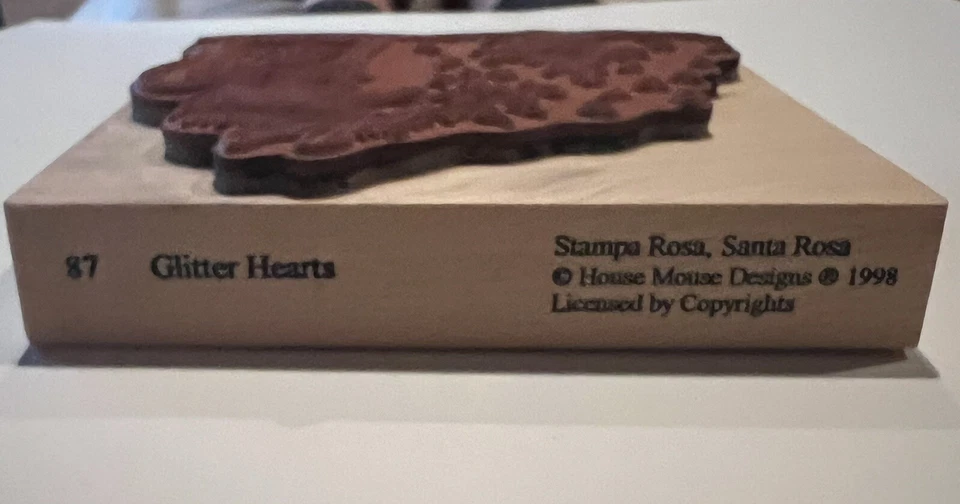 87 Glitter Hearts
Stampa Rosa, Santa Rosa
© House Mouse Designs ® 1998
Licensed by Copyrights